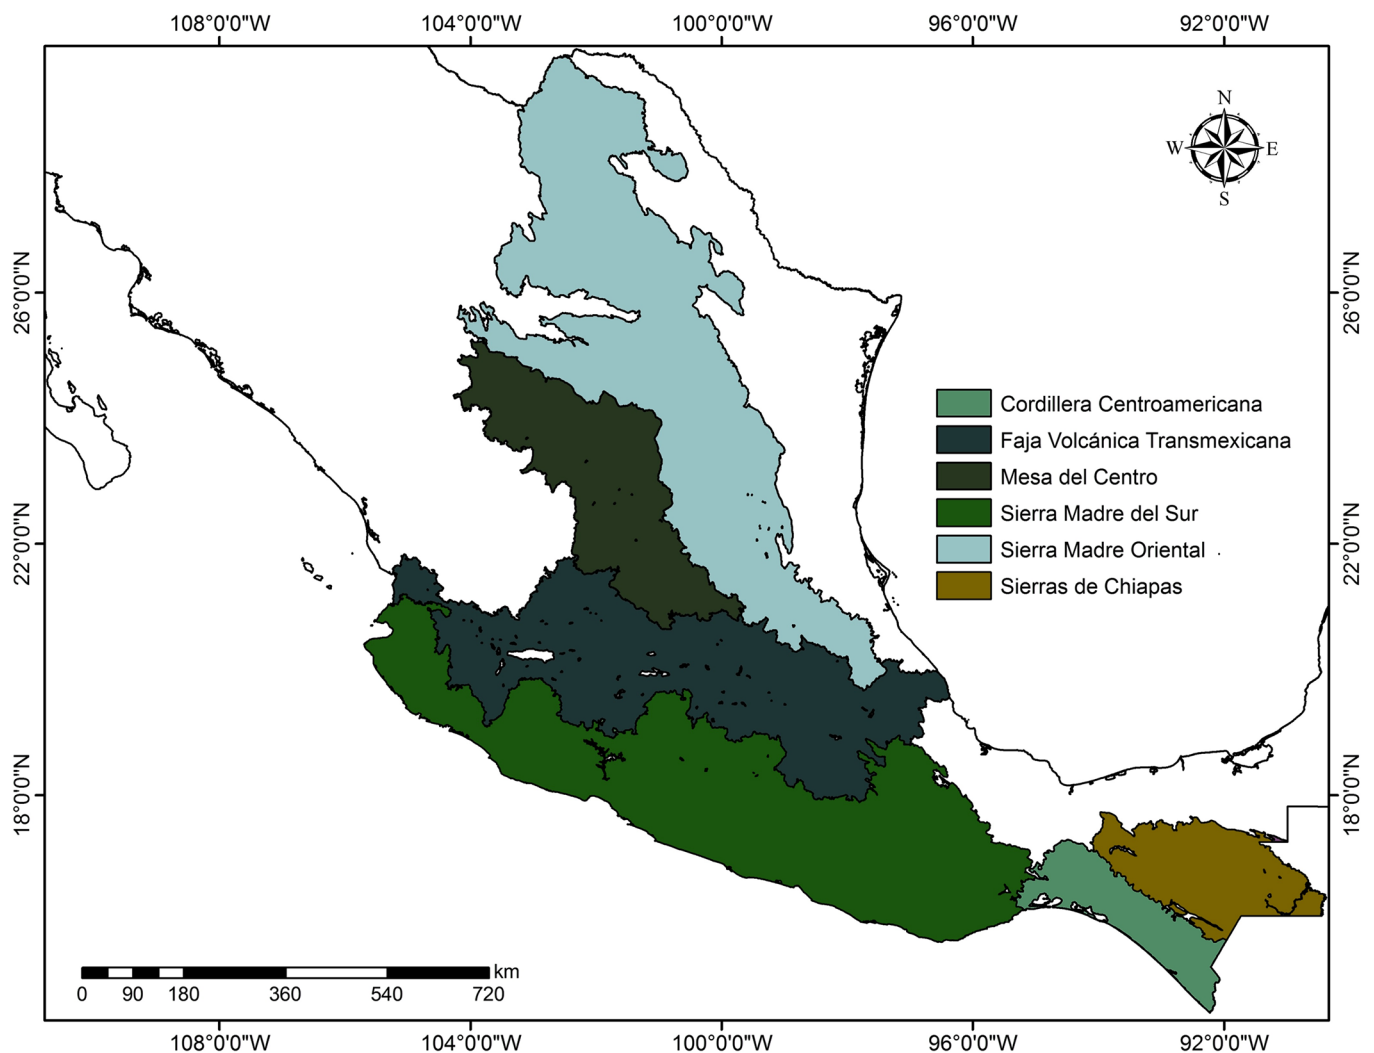 108°0'0"W 104°0'0"W 100°0'0"W 96°0'0"W 92°0'0"W
N
W E
S
26°0'0"N 26°0'0"N
Cordillera Centroamericana
Faja Volcánica Transmexicana
Mesa del Centro
Sierra Madre del Sur
Sierra Madre Oriental
Sierras de Chiapas
22°0'0"N 22°0'0"N
18°0'0"N 18°0'0"N
km
0 90 180 360 540 720
108°0'0"W 104°0'0"W 100°0'0"W 96°0'0"W 92°0'0"W